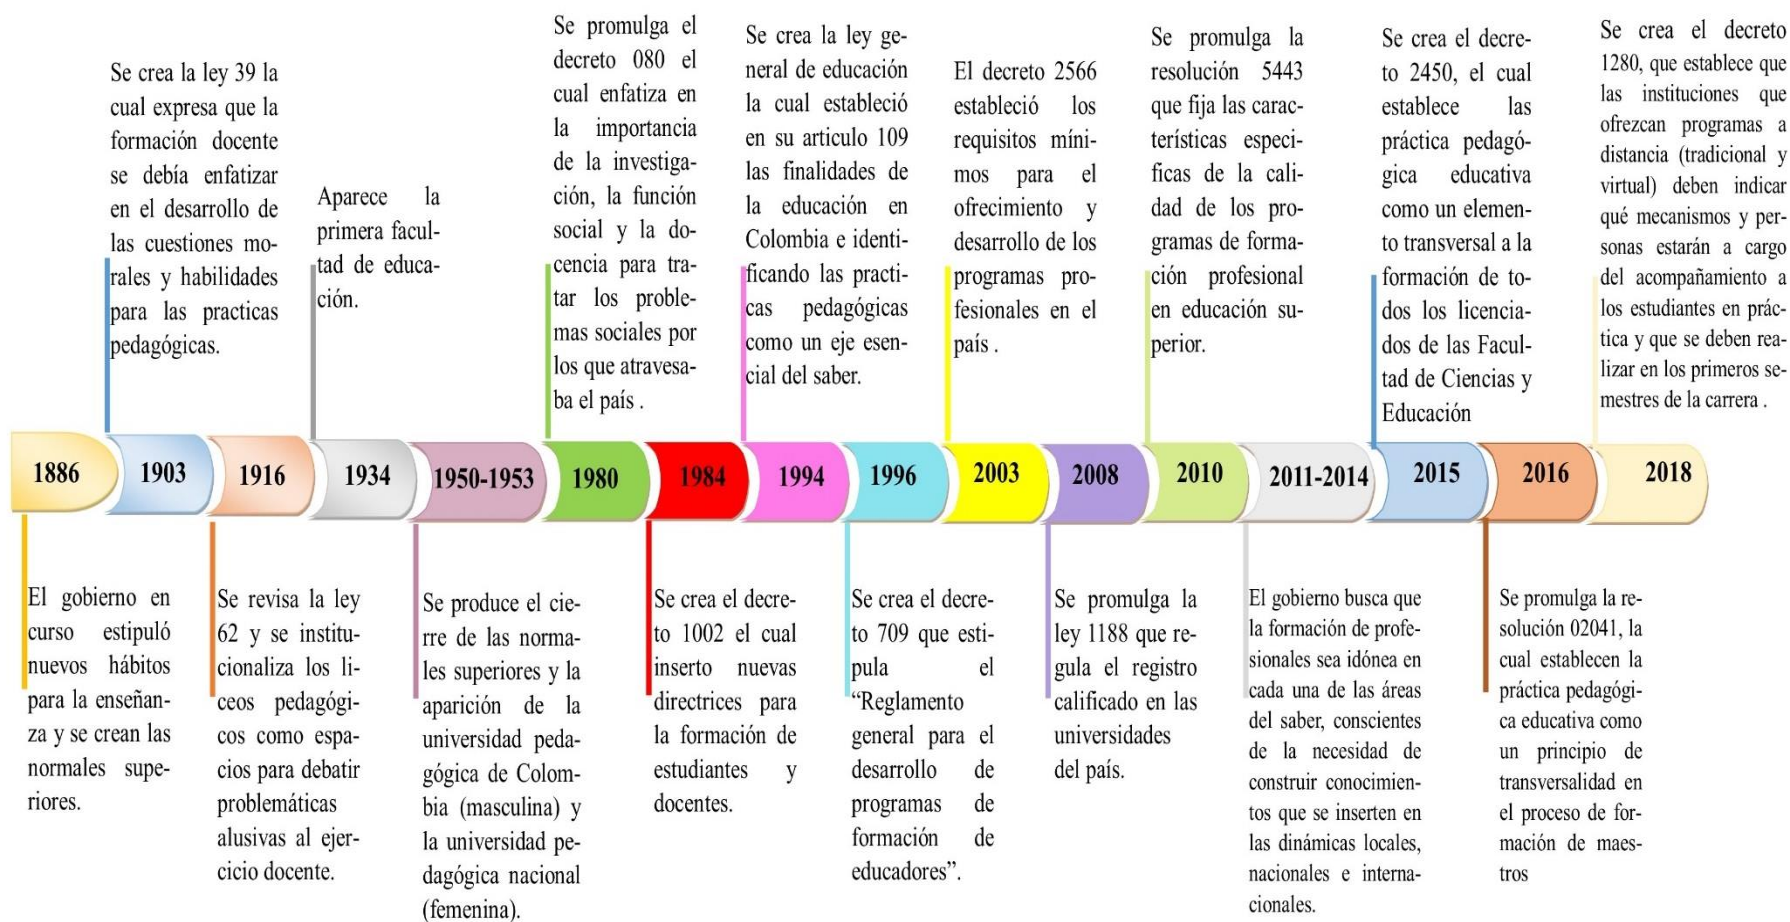 Se crea la ley 39 la
cual expresa que la
formación docente
se debía enfatizar
en el desarrollo de
las cuestiones mo-
rales y habilidades
para las practicas
pedagógicas.
Aparece la
primera facul-
tad de educa-
ción.
Se promulga el
decreto 080 el
cual enfatiza en
la importancia
de la investiga-
ción, la función
social y la do-
cencia para tra-
tar los proble-
mas sociales por
los que atravesa-
ba el país .
Se crea la ley ge-
neral de educación
la cual estableció
en su articulo 109
las finalidades de
la educación en
Colombia e identi-
ficando las practi-
cas pedagógicas
como un eje esen-
cial del saber.
El decreto 2566
estableció los
requisitos míni-
mos para el
ofrecimiento y
desarrollo de los
programas pro-
fesionales en el
país .
Se promulga la
resolución 5443
que fija las carac-
terísticas especi-
ficas de la cali-
dad de los pro-
gramas de forma-
ción profesional
en educación su-
perior.
Se crea el decre-
to 2450, el cual
establece las
práctica pedagó-
gica educativa
como un elemen-
to transversal a la
formación de to-
dos los licencia-
dos de las Facul-
tad de Ciencias y
Educación
Se crea el decreto
1280, que establece que
las instituciones que
ofrezcan programas a
distancia (tradicional y
virtual) deben indicar
qué mecanismos y per-
sonas estarán a cargo
del acompañamiento a
los estudiantes en prác-
tica y que se deben rea-
lizar en los primeros se-
mestres de la carrera .
1886
1903
1916
1934
1950-1953
1980
1984
1994
1996
2003
2008
2010
2011-2014
2015
2016
2018
El gobierno en
curso estipuló
nuevos hábitos
para la enseñan-
za y se crean las
normales supe-
riores.
Se revisa la ley
62 y se institu-
cionaliza los li-
ceos pedagógi-
cos como espa-
cios para debatir
problemáticas
alusivas al ejer-
cicio docente.
Se produce el cie-
rre de las norma-
les superiores y la
aparición de la
universidad peda-
gógica de Colom-
bia (masculina) y
la universidad pe-
dagógica nacional
(femenina).
Se crea el decre-
to 1002 el cual
inserto nuevas
directrices para
la formación de
estudiantes y
docentes.
Se crea el decre-
to 709 que esti-
pula el
“Reglamento
general para el
desarrollo de
programas de
formación de
educadores”.
Se promulga la
ley 1188 que re-
gula el registro
calificado en las
universidades
del país.
El gobierno busca que
la formación de profe-
sionales sea idónea en
cada una de las áreas
del saber, conscientes
de la necesidad de
construir conocimien-
tos que se inserten en
las dinámicas locales,
nacionales e interna-
cionales.
Se promulga la re-
solución 02041, la
cual establecen la
práctica pedagógi-
ca educativa como
un principio de
transversalidad en
el proceso de for-
mación de maes-
tros